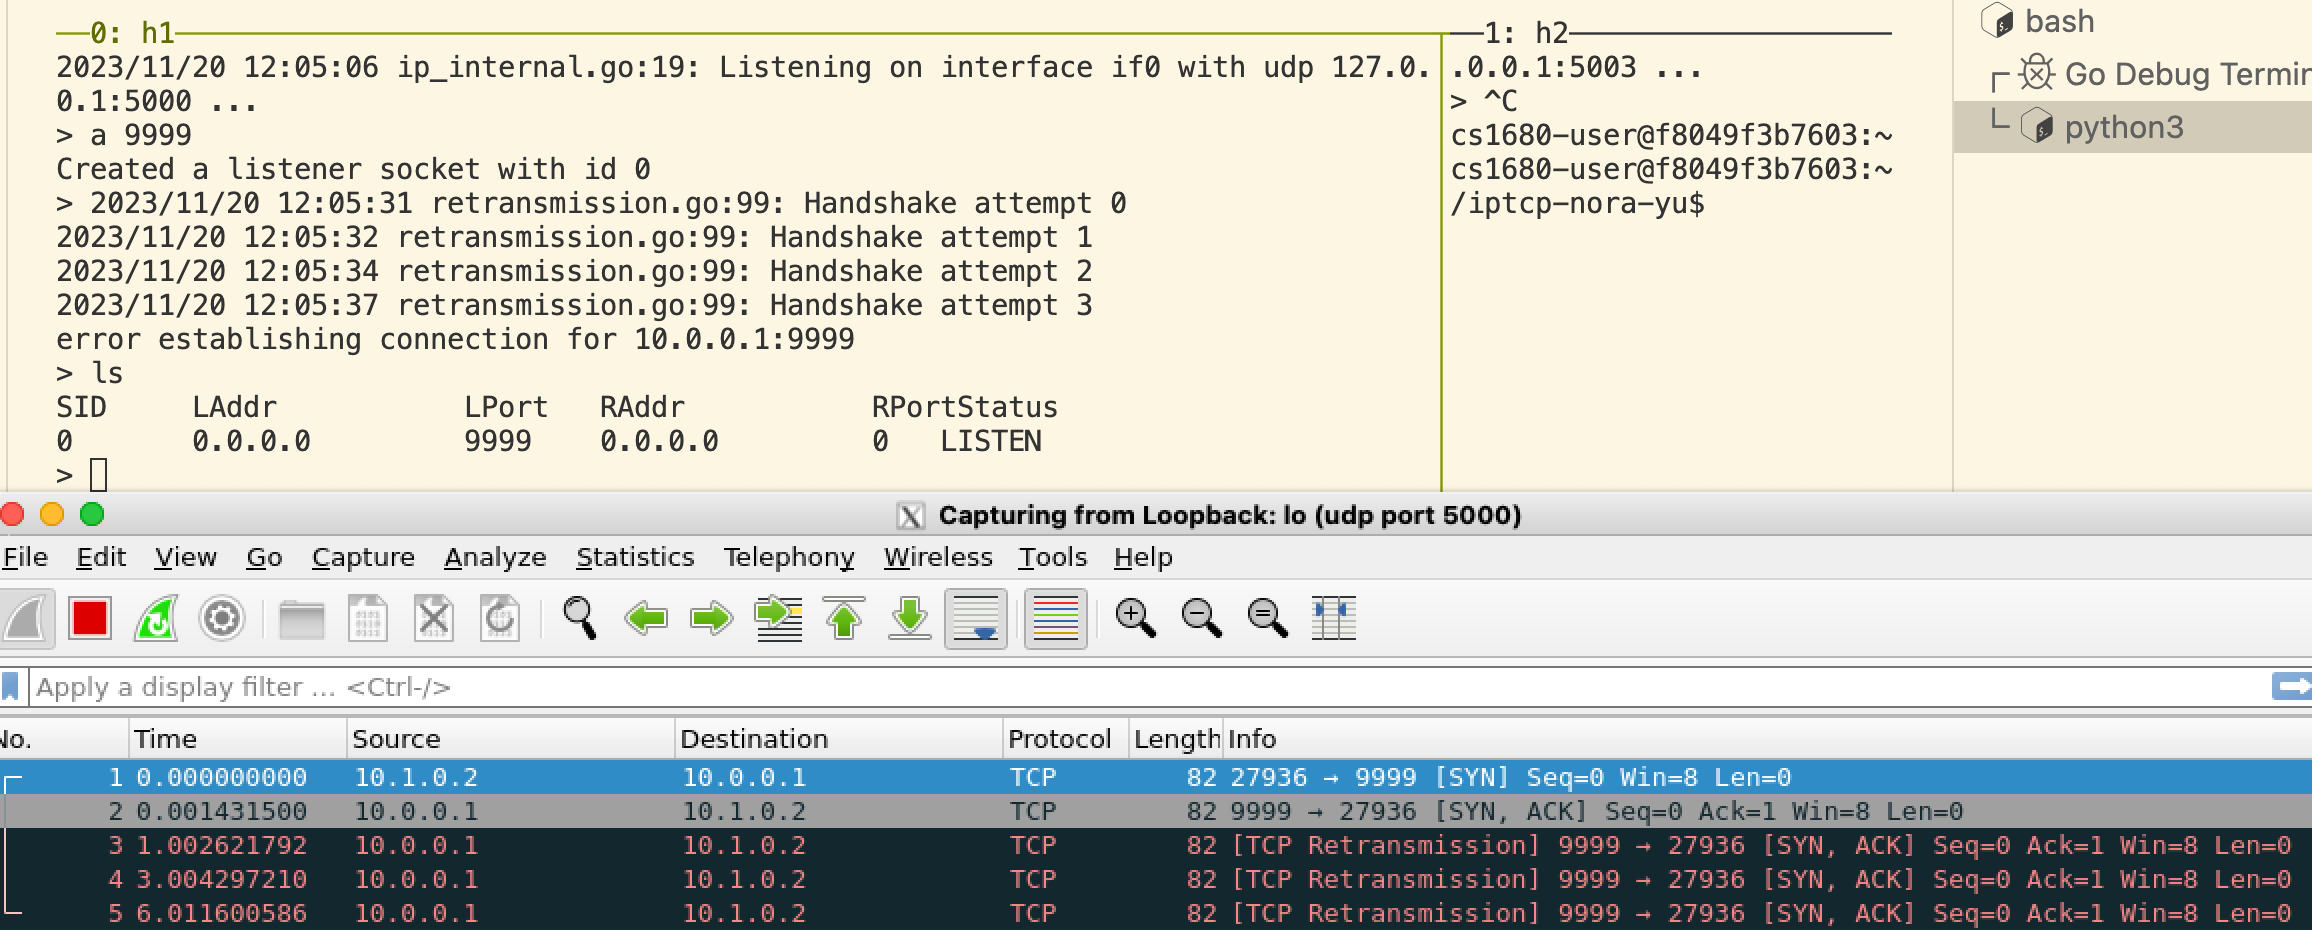 0: h1
2023/11/20 12:05:06 ip_internal.go:19: Listening on interface if0 with udp 127.0.
0.1:5000 ...
> a 9999
Created a listener socket with id 0
> 2023/11/20 12:05:31 retransmission.go:99: Handshake attempt 0
2023/11/20 12:05:32 retransmission.go:99: Handshake attempt 1
2023/11/20 12:05:34 retransmission.go:99: Handshake attempt 2
2023/11/20 12:05:37 retransmission.go:99: Handshake attempt 3
error establishing connection for 10.0.0.1:9999
> ls
SID LAddr LPort RAddr RPortStatus
0 0.0.0.0 9999 0.0.0.0 0 LISTEN
>
1: h2
.0.0.1:5003 ...
> ^C
cs1680-user@f8049f3b7603:~
cs1680-user@f8049f3b7603:~
/iptcp-nora-yu$
bash
Go Debug Termin
python3
Capturing from Loopback: lo (udp port 5000)
File Edit View Go Capture Analyze Statistics Telephony Wireless Tools Help
Apply a display filter ... <Ctrl-/>
No. Time Source Destination Protocol Length Info
1 0.000000000 10.1.0.2 10.0.0.1 TCP 82 27936 → 9999 [SYN] Seq=0 Win=8 Len=0
2 0.001431500 10.0.0.1 10.1.0.2 TCP 82 9999 → 27936 [SYN, ACK] Seq=0 Ack=1 Win=8 Len=0
3 1.002621792 10.0.0.1 10.1.0.2 TCP 82 [TCP Retransmission] 9999 → 27936 [SYN, ACK] Seq=0 Ack=1 Win=8 Len=0
4 3.004297210 10.0.0.1 10.1.0.2 TCP 82 [TCP Retransmission] 9999 → 27936 [SYN, ACK] Seq=0 Ack=1 Win=8 Len=0
5 6.011600586 10.0.0.1 10.1.0.2 TCP 82 [TCP Retransmission] 9999 → 27936 [SYN, ACK] Seq=0 Ack=1 Win=8 Len=0